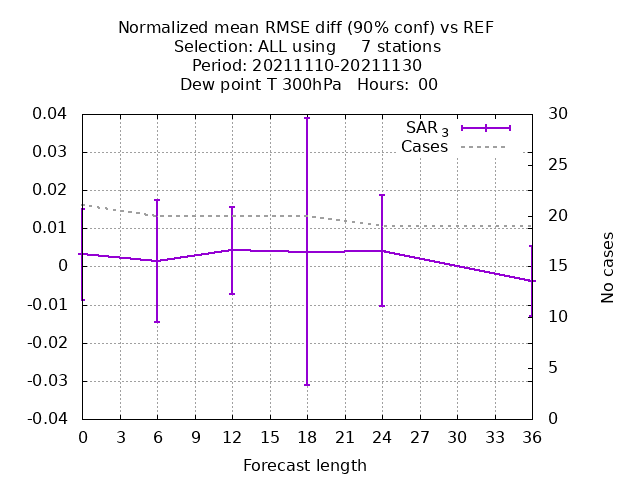 Normalized mean RMSE diff (90% conf) vs REF
Selection: ALL using     7 stations
Period: 20211110-20211130
Dew point T 300hPa   Hours:  00
SAR 3
Cases
0.04
0.03
0.02
0.01
0
-0.01
-0.02
-0.03
-0.04
30
25
20
15
10
5
0
No cases
0 3 6 9 12 15 18 21 24 27 30 33 36
Forecast length